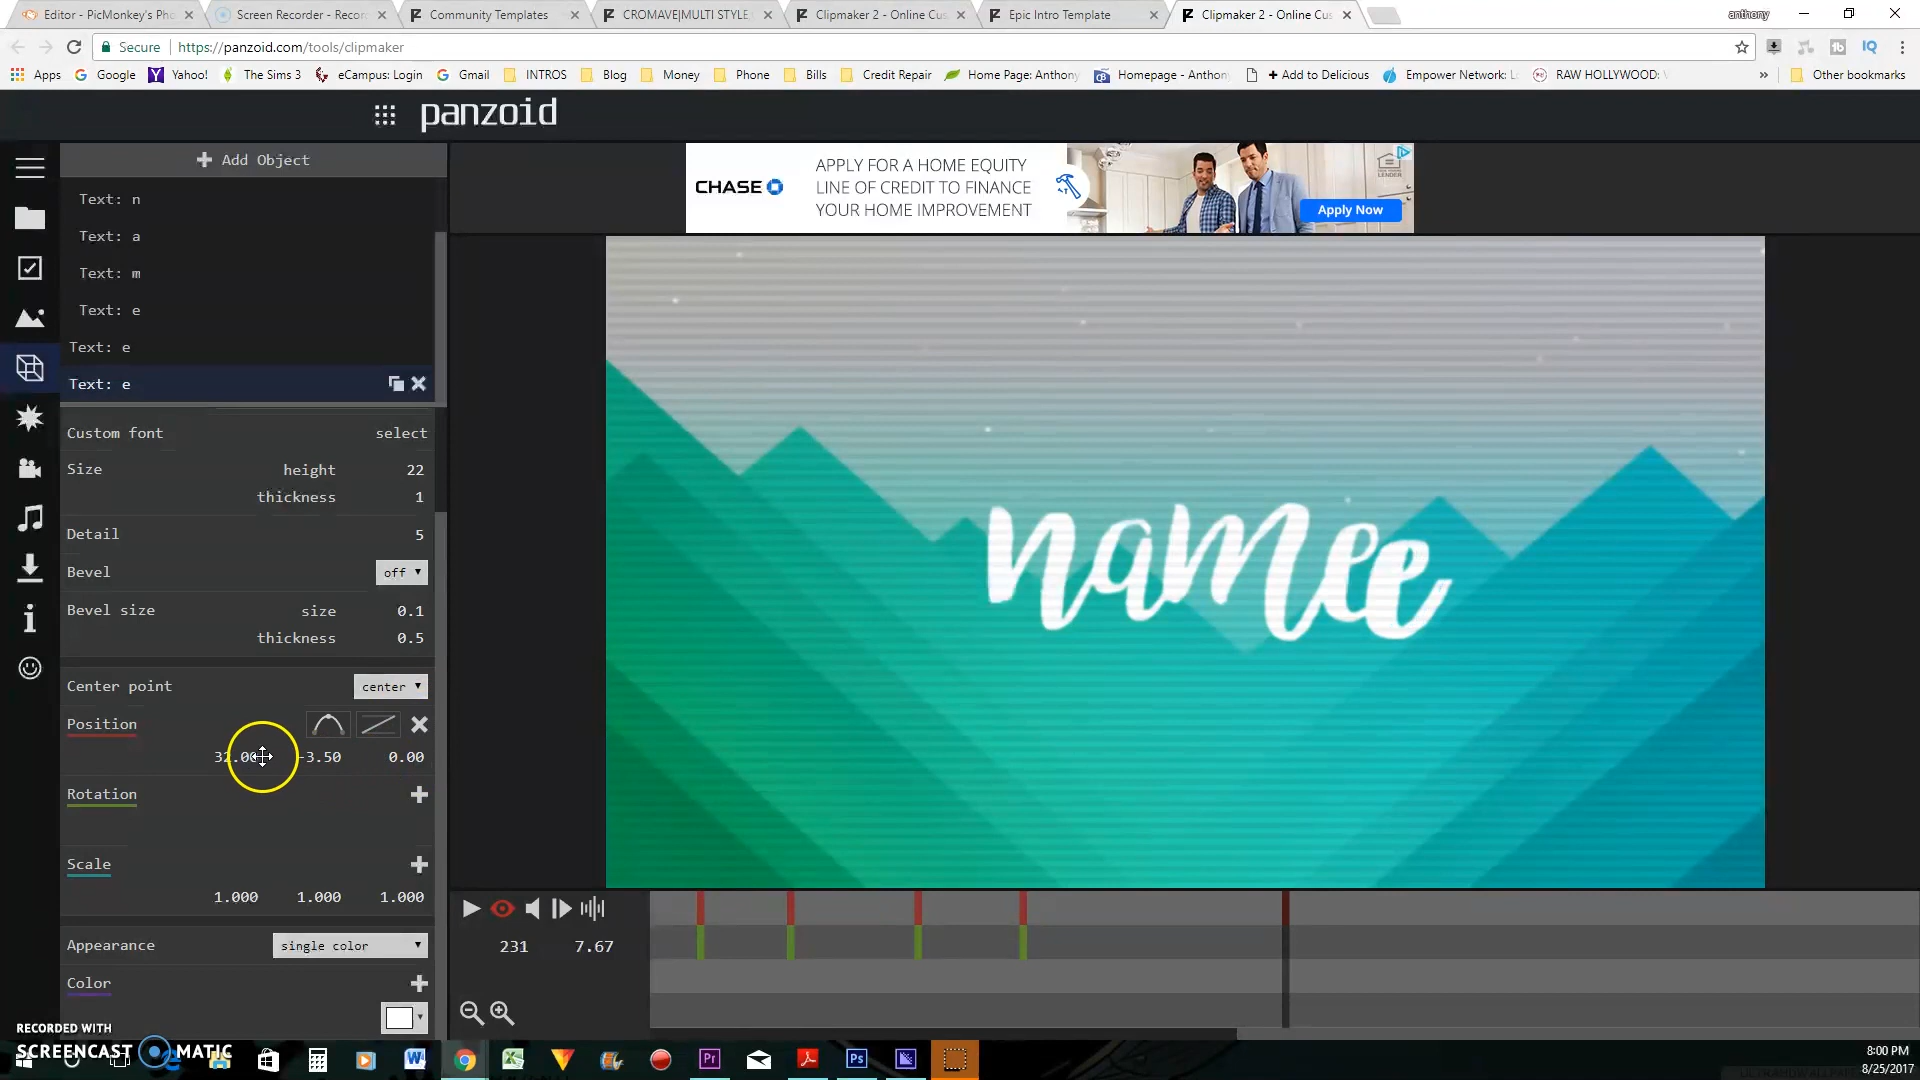 Editor - PicMonkey's Ph
Screen Recorder - Reco
Community Templates
CROMAVE|MULTI STYLE
Clipmaker 2 - Online Cus
Epic Intro Template
Clipmaker 2 - Online Cus
anthony
Secure
https://panzoid.com/tools/clipmaker
IQ
Apps
Google
Yahoo!
The Sims 3
eCampus: Login
Gmail
INTROS
Blog
Money
Phone
Bills
Credit Repair
Home Page: Anthony
Homepage - Anthon
+ Add to Delicious
Empower Network: L
RAW HOLLYWOOD:
Other bookmarks
panzoid
Add Object
CHASE
APPLY FOR A HOME EQUITY
LINE OF CREDIT TO FINANCE
YOUR HOME IMPROVEMENT
Apply Now
LENDER
Text: n
Text: a
Text: m
Text: e
Text: e
Text: e
Custom font select
Size height 22
thickness 1
Detail 5
Bevel off
Bevel size size 0.1
thickness 0.5
Center point center
Position
32.00 -3.50 0.00
Rotation
Scale
1.000 1.000 1.000
Appearance single color
Color
namee
231 7.67
RECORDED WITH
SCREENCAST MATIC
8:00 PM
8/25/2017